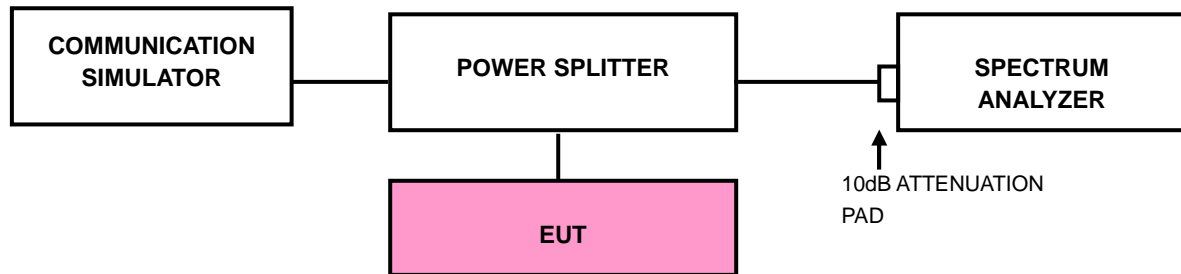 COMMUNICATION
SIMULATOR
POWER SPLITTER
SPECTRUM
ANALYZER
10dB ATTENUATION
PAD
EUT